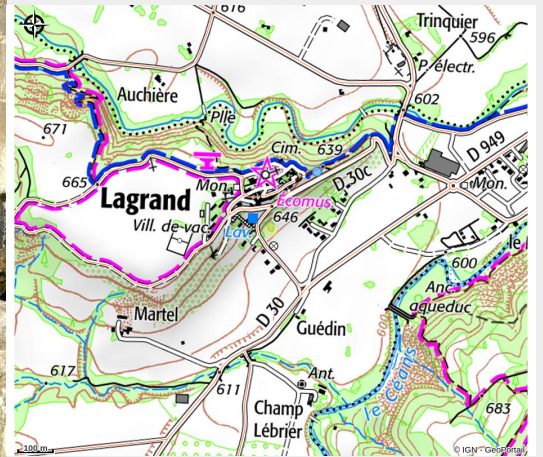 616
Trinquier
596
P. électr.
602
Auchière
Plle
671
Cim.
639
D 949
665
Mon.
D 30c
Mon.
Lagrand
Écomus
Vill. de vac.
646
Lav.
600
Anc.
aqueduc
Martel
D 30
Guédin
le Céans
617
611
Ant.
Champ
Lébrier
683
100 m
© IGN - GeoPortail